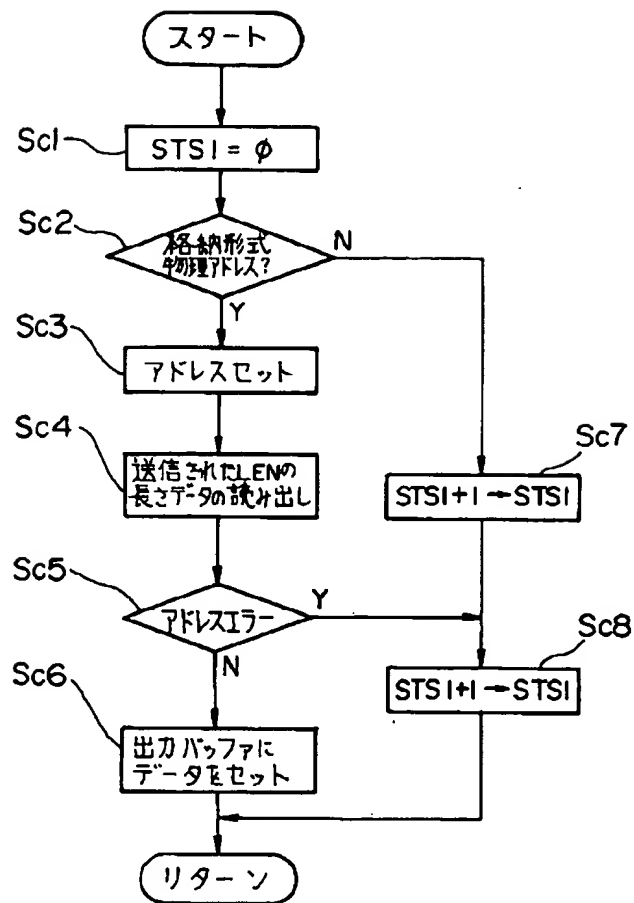 スタート
Sc1
STS1 = φ
Sc2
格納形式
物理アドレス?
N
Y
Sc3
アドレスセット
Sc4
送信されたLENの
長さデータの読み出し
Sc7
STS1+1→STS1
Sc5
アドレスエラー
Y
N
Sc8
STS1+1→STS1
Sc6
出力バッファに
データをセット
リターン